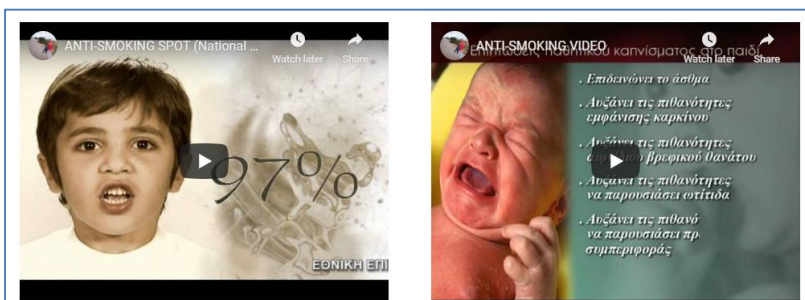 ANTI-SMOKING SPOT (National ...
Watch later
Share
97%
ΕΘΝΙΚΗ ΕΠΙ
ANTI-SMOKING VIDEO
Επιπτώσεις παθητικού καπνίσματος στο παιδί
Watch later
Share
. Επιδεινώνει το άσθμα
. Αυξάνει τις πιθανότητες
εμφάνισης καρκίνου
. Αυξάνει τις πιθανότητες
βρεφικού θανάτου
. Αυξάνει τις πιθανότητες
να παρουσιάσει ωτίτιδα
. Αυξάνει τις πιθανό
να παρουσιάσει πρ
συμπεριφοράς